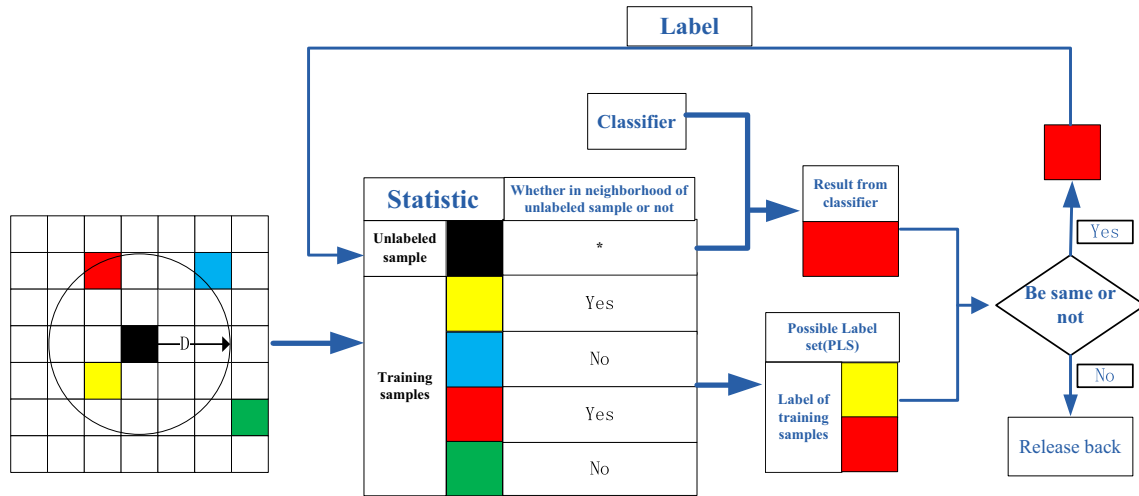 Label
Classifier
Statistic
Whether in neighborhood of
unlabeled sample or not
Unlabeled
sample
*
Training
samples
Yes
No
Yes
No
D
Result from
classifier
Possible Label
set(PLS)
Label of
training
samples
Yes
Be same or
not
No
Release back